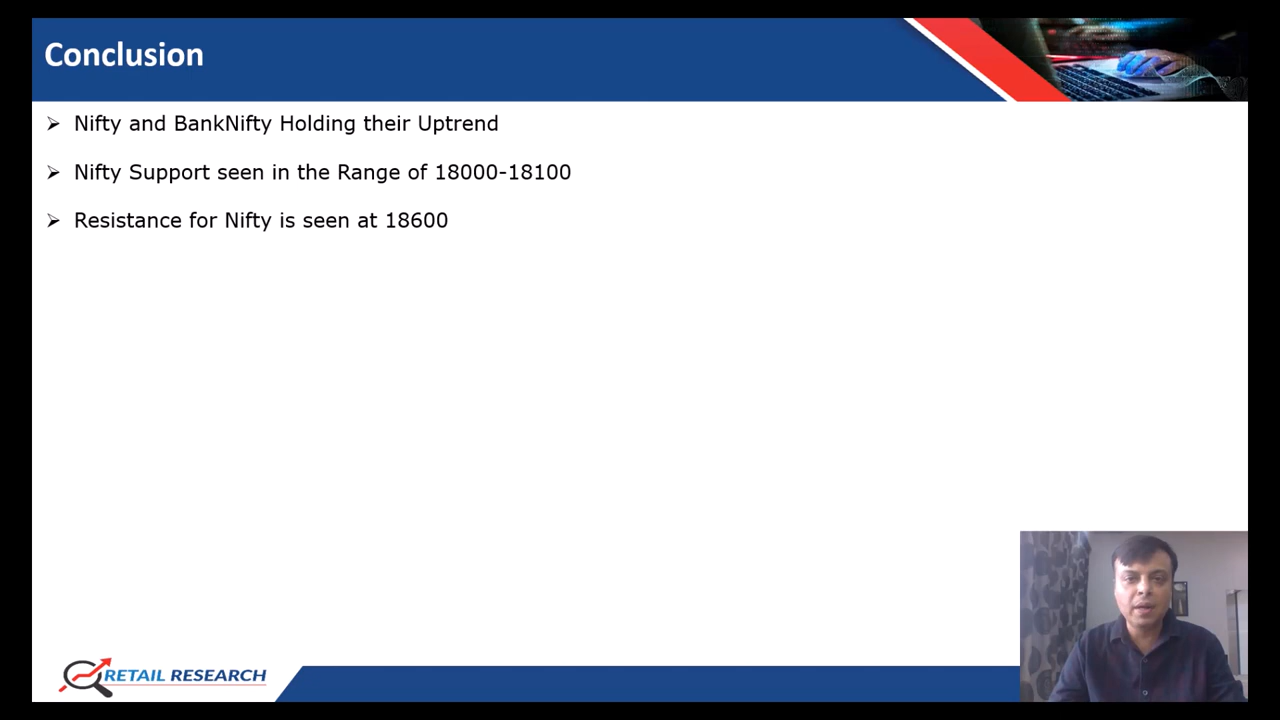 Conclusion
Nifty and BankNifty Holding their Uptrend
Nifty Support seen in the Range of 18000-18100
Resistance for Nifty is seen at 18600
RETAIL RESEARCH